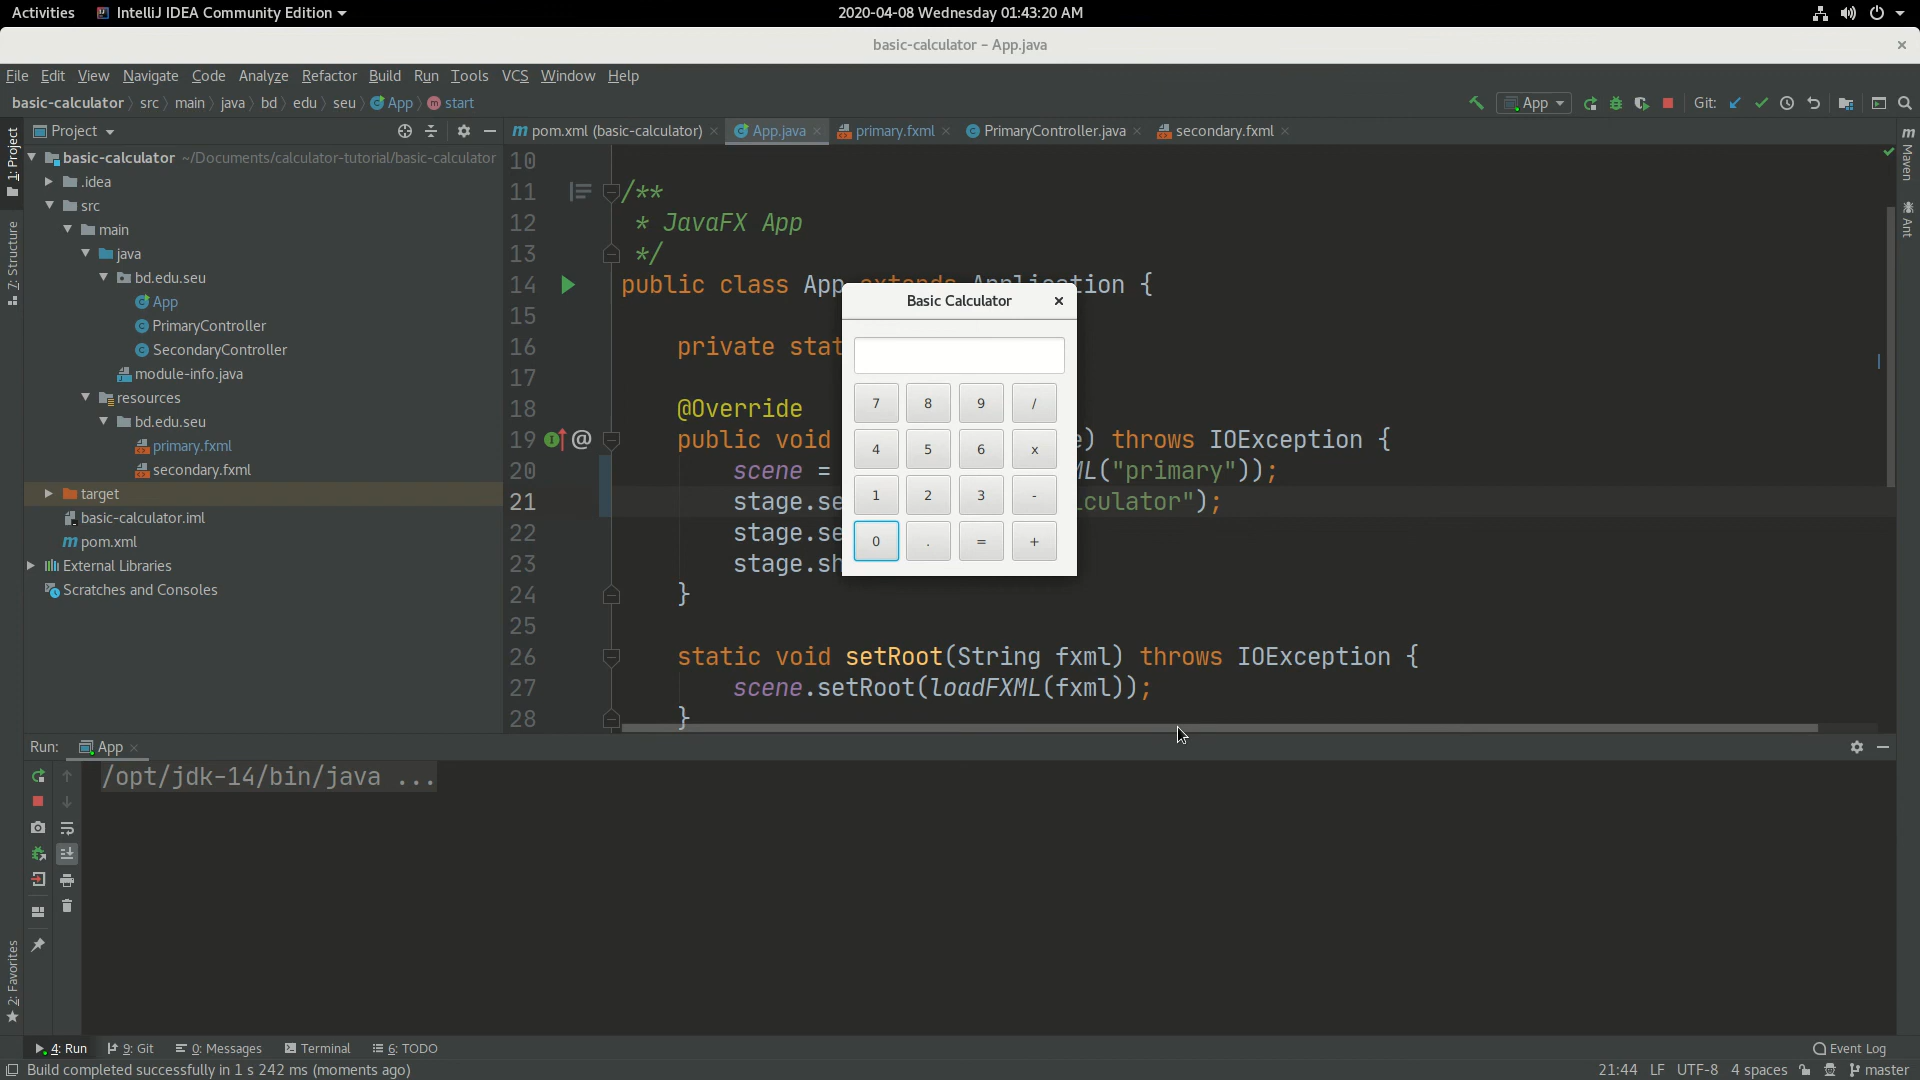 Activities IntelliJ IDEA Community Edition 2020-04-08 Wednesday 01:43:20 AM
basic-calculator – App.java
File Edit View Navigate Code Analyze Refactor Build Run Tools VCS Window Help
basic-calculator src main java bd edu seu App start App Git:
1: Project
7: Structure
2: Favorites
Project
basic-calculator ~/Documents/calculator-tutorial/basic-calculator
.idea
src
main
java
bd.edu.seu
App
PrimaryController
SecondaryController
module-info.java
resources
bd.edu.seu
primary.fxml
secondary.fxml
target
basic-calculator.iml
pom.xml
External Libraries
Scratches and Consoles
pom.xml (basic-calculator) App.java primary.fxml PrimaryController.java secondary.fxml
10
11 /**
12 * JavaFX App
13 */
14 public class App extends Application {
15
16 private stat
17
18 @Override
19 public void e) throws IOException {
20 scene = ML("primary"));
21 stage.se lculator");
22 stage.se
23 stage.sh
24 }
25
26 static void setRoot(String fxml) throws IOException {
27 scene.setRoot(loadFXML(fxml));
28 }
Basic Calculator
7 8 9 /
4 5 6 x
1 2 3 -
0 . = +
Maven
Ant
Run: App
/opt/jdk-14/bin/java ...
4: Run 9: Git 0: Messages Terminal 6: TODO Event Log
Build completed successfully in 1 s 242 ms (moments ago) 21:44 LF UTF-8 4 spaces master